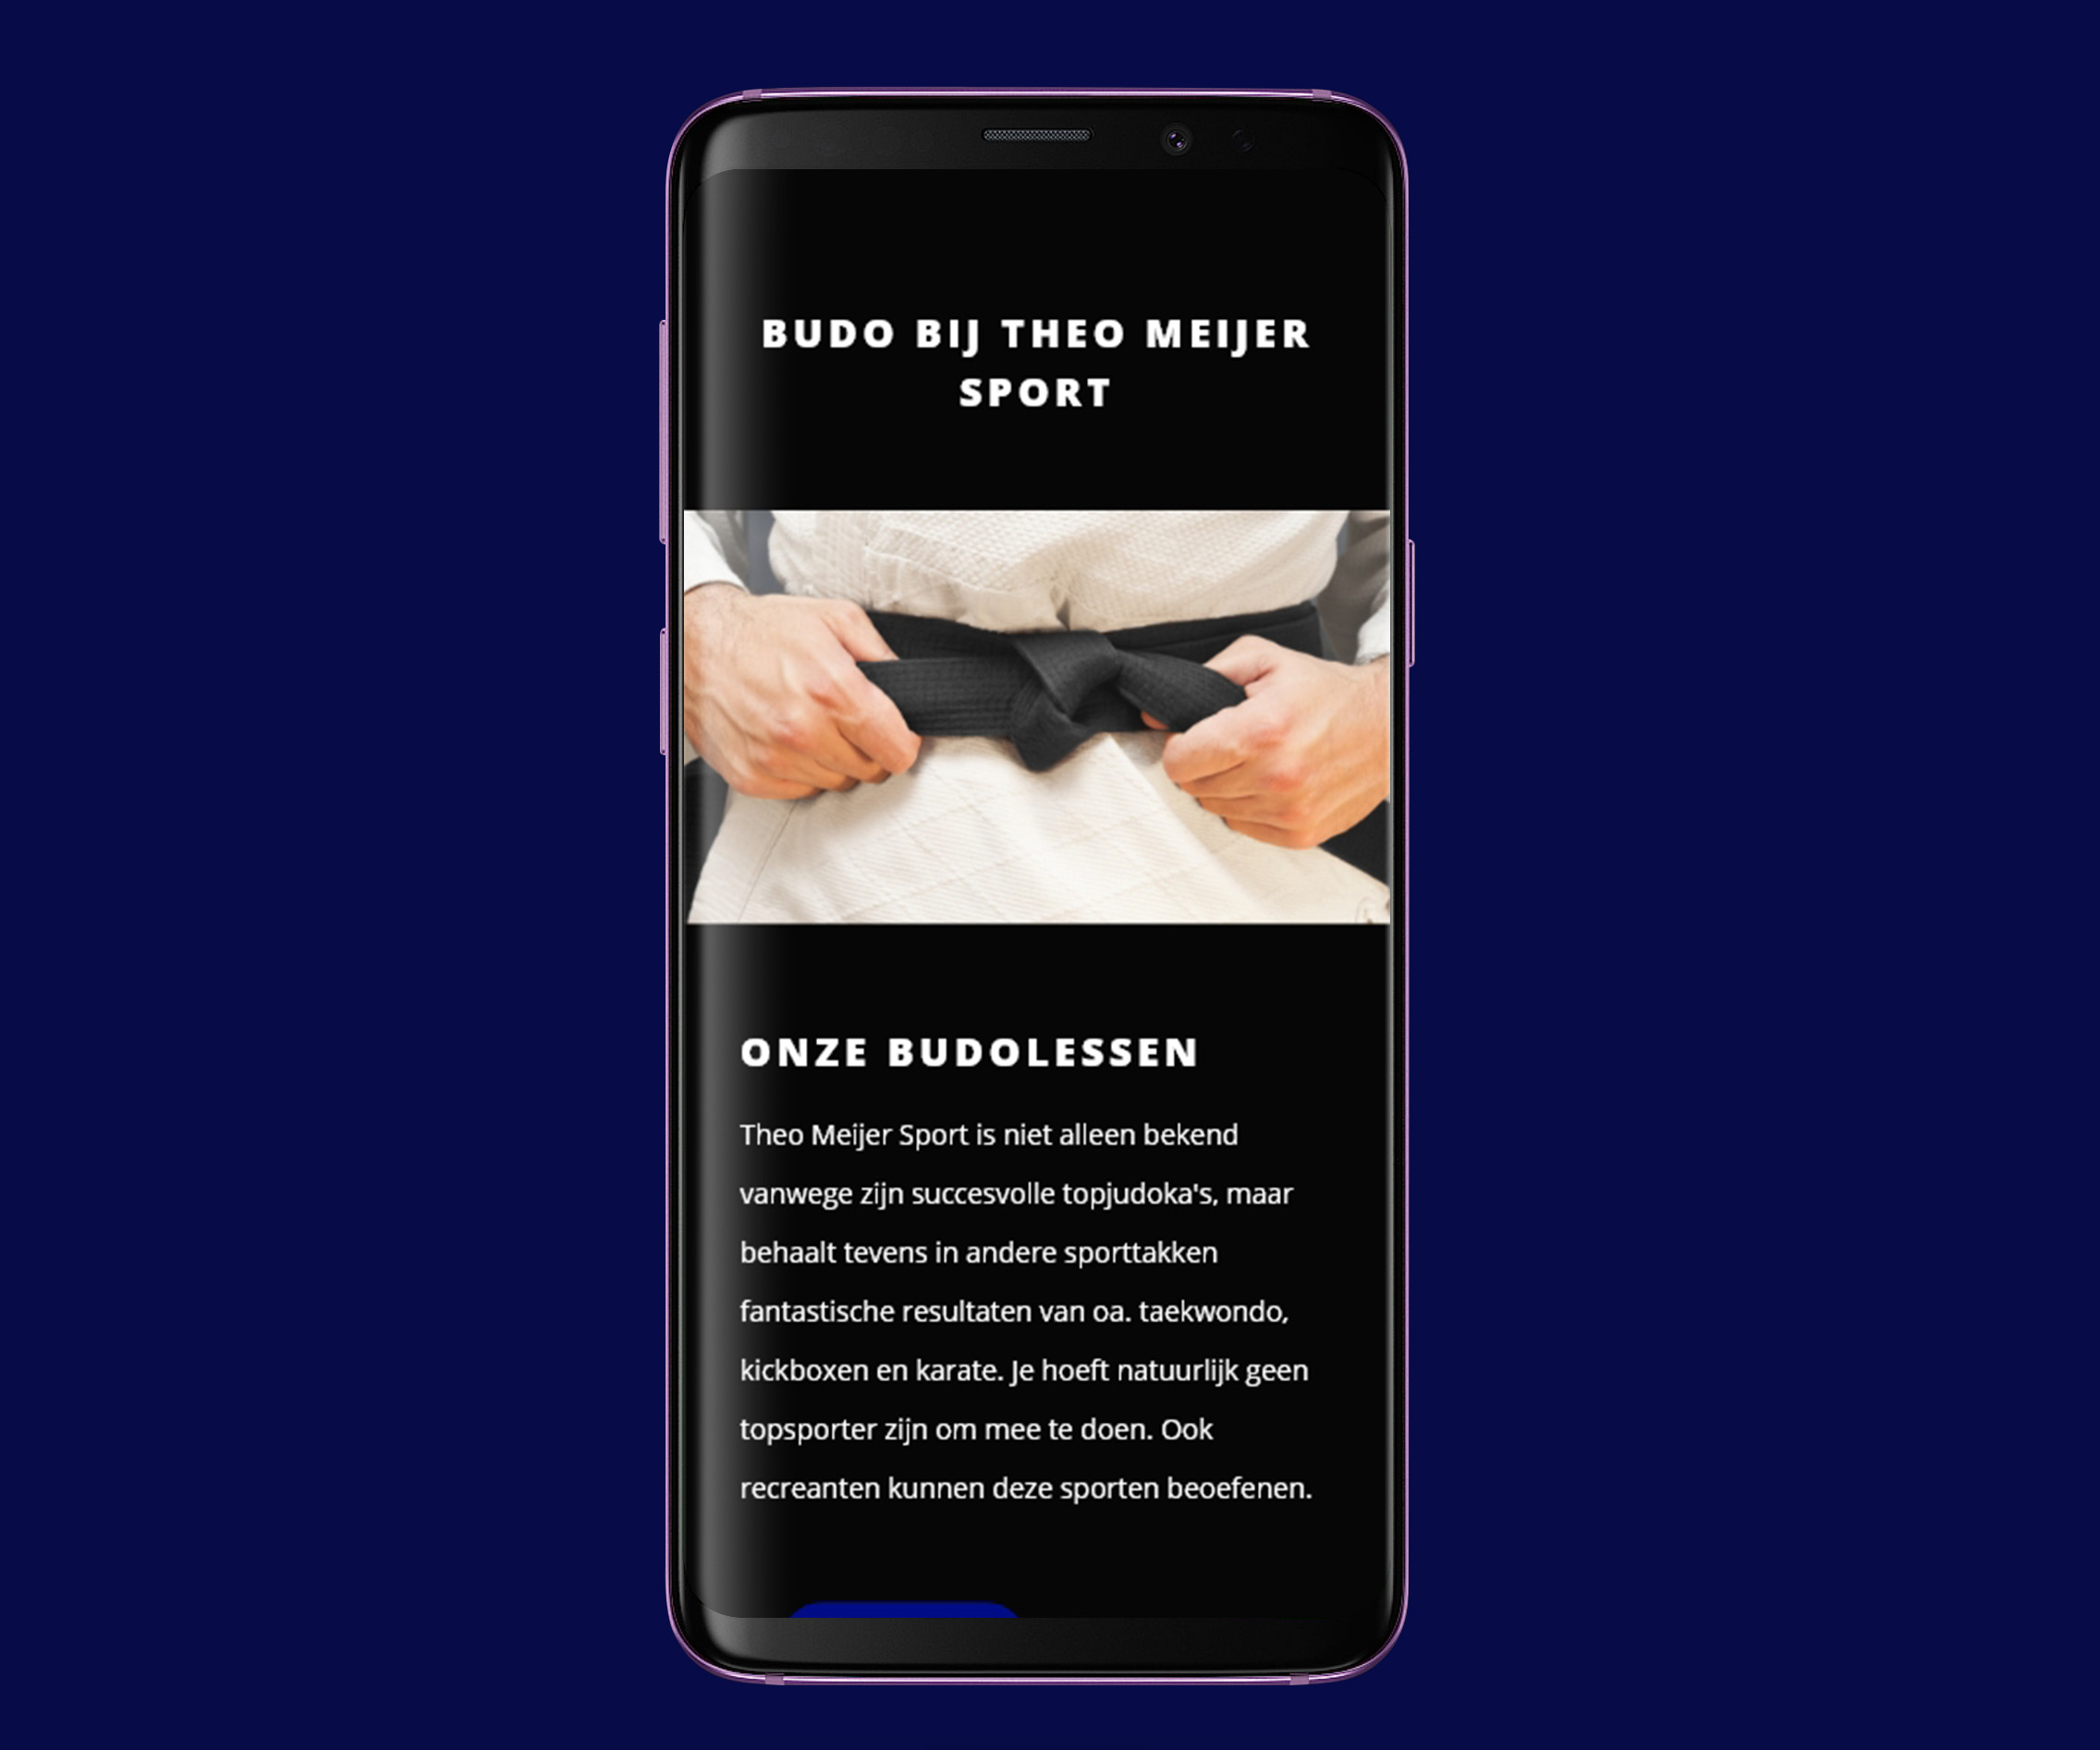 BUDO BIJ THEO MEIJER
SPORT
ONZE BUDOLESSEN
Theo Meijer Sport is niet alleen bekend
vanwege zijn succesvolle topjudoka's, maar
behaalt tevens in andere sporttakken
fantastische resultaten van oa. taekwondo,
kickboxen en karate. Je hoeft natuurlijk geen
topsporter zijn om mee te doen. Ook
recreanten kunnen deze sporten beoefenen.